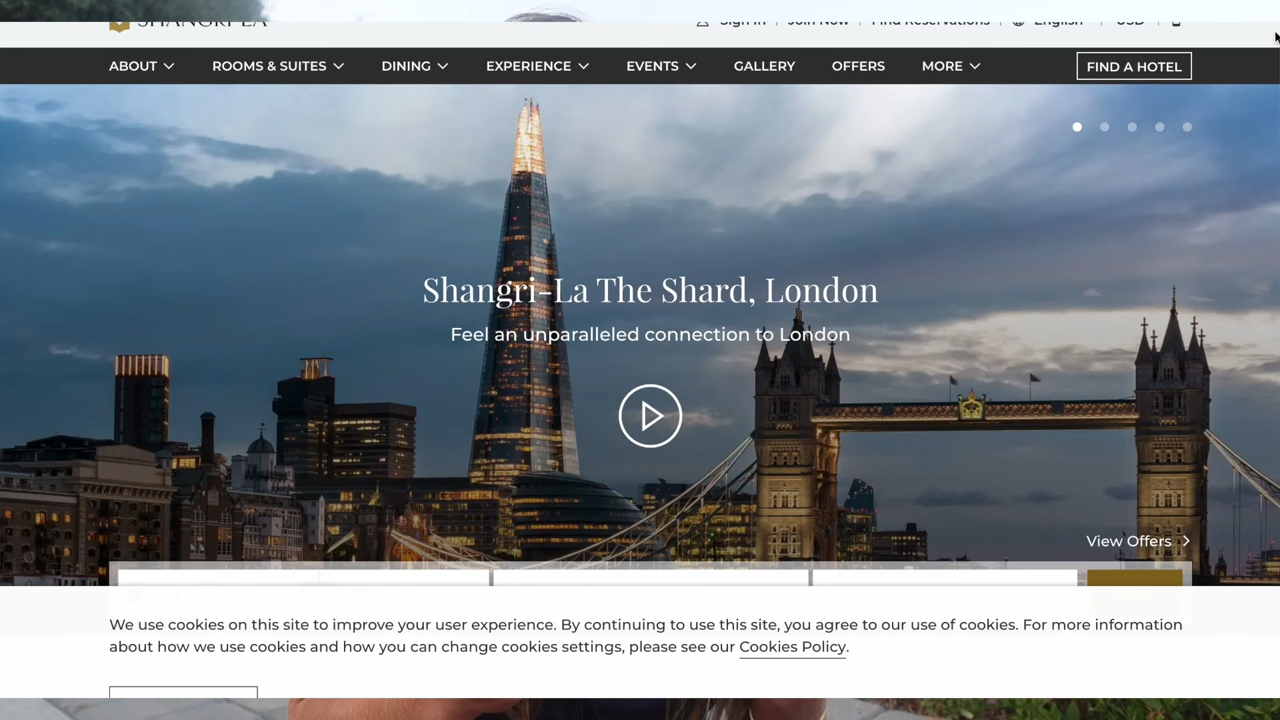 SHANGRI-LA
Sign In Join Now Find Reservations English USD
ABOUT ROOMS & SUITES DINING EXPERIENCE EVENTS GALLERY OFFERS MORE FIND A HOTEL
Shangri-La The Shard, London
Feel an unparalleled connection to London
View Offers
We use cookies on this site to improve your user experience. By continuing to use this site, you agree to our use of cookies. For more information
about how we use cookies and how you can change cookies settings, please see our Cookies Policy.